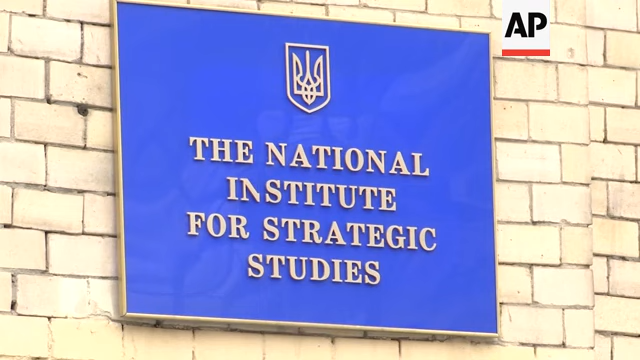 AP
THE NATIONAL
INSTITUTE
FOR STRATEGIC
STUDIES